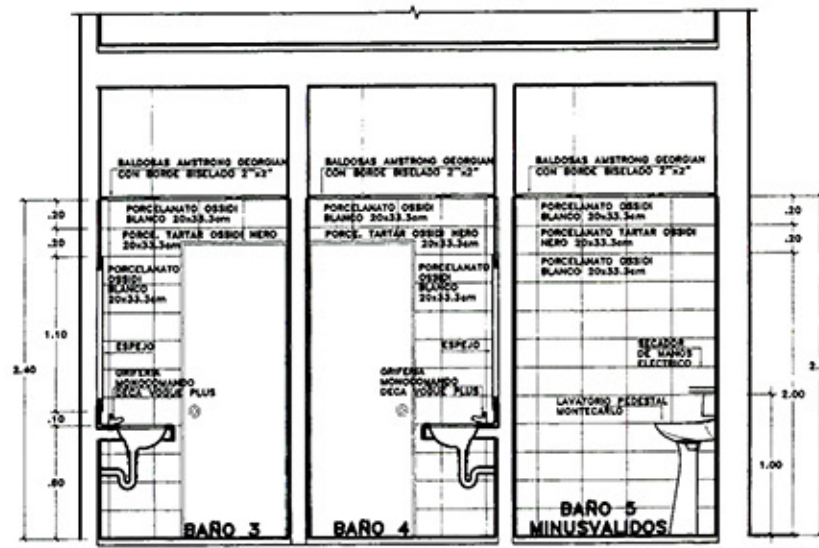 BALDOSAS AMSTRONG GEORGIAN
CON BORDE BISELADO 2"x2"
BALDOSAS AMSTRONG GEORGIAN
CON BORDE BISELADO 2"x2"
BALDOSAS AMSTRONG GEORGIAN
CON BORDE BISELADO 2"x2"
PORCELANATO OSSIDI
BLANCO 20x33.3cm
PORCE. TARTAR OSSIDI NERO
20x33.3cm
PORCELANATO
OSSIDI
BLANCO
20x33.3cm
ESPEJO
GRIFERIA
MONOCOMANDO
DECA VOGUE PLUS
BAÑO 3
PORCELANATO OSSIDI
BLANCO 20x33.3cm
PORCE. TARTAR OSSIDI NERO
20x33.3cm
PORCELANATO
OSSIDI
BLANCO
20x33.3cm
ESPEJO
GRIFERIA
MONOCOMANDO
DECA VOGUE PLUS
BAÑO 4
PORCELANATO OSSIDI
BLANCO 20x33.3cm
PORCELANATO TARTAR OSSIDI
NERO 20x33.3cm
PORCELANATO OSSIDI
BLANCO 20x33.3cm
SECADOR
DE MANOS
ELECTRICO
LAVATORIO PEDESTAL
MONTECARLO
BAÑO 5
MINUSVALIDOS
.20
.20
1.10
2.40
.10
.80
.20
.20
2.00
1.00